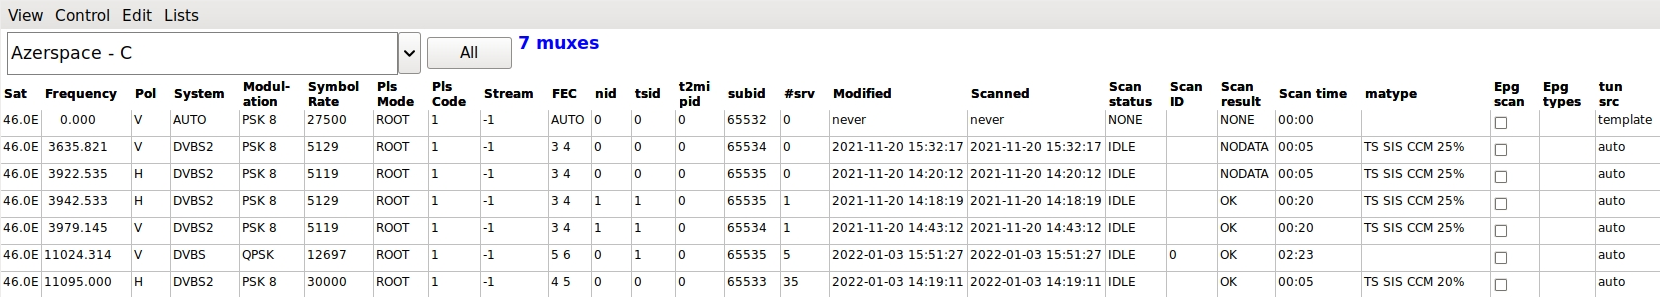 View Control Edit Lists
Azerspace - C All 7 muxes
Sat Frequency Pol System Modul-ation Symbol Rate Pls Mode Pls Code Stream FEC nid tsid t2mi pid subid #srv Modified Scanned Scan status Scan ID Scan result Scan time matype Epg scan Epg types tun src
46.0E 0.000 V AUTO PSK 8 27500 ROOT 1 -1 AUTO 0 0 0 65532 0 never never NONE NONE 00:00 template
46.0E 3635.821 V DVBS2 PSK 8 5129 ROOT 1 -1 3 4 0 0 0 65534 0 2021-11-20 15:32:17 2021-11-20 15:32:17 IDLE NODATA 00:05 TS SIS CCM 25% auto
46.0E 3922.535 H DVBS2 PSK 8 5119 ROOT 1 -1 3 4 0 0 0 65535 0 2021-11-20 14:20:12 2021-11-20 14:20:12 IDLE NODATA 00:05 TS SIS CCM 25% auto
46.0E 3942.533 H DVBS2 PSK 8 5129 ROOT 1 -1 3 4 1 1 0 65535 1 2021-11-20 14:18:19 2021-11-20 14:18:19 IDLE OK 00:20 TS SIS CCM 25% auto
46.0E 3979.145 V DVBS2 PSK 8 5119 ROOT 1 -1 3 4 1 1 0 65534 1 2021-11-20 14:43:12 2021-11-20 14:43:12 IDLE OK 00:20 TS SIS CCM 25% auto
46.0E 11024.314 V DVBS QPSK 12697 ROOT 1 -1 5 6 0 1 0 65535 5 2022-01-03 15:51:27 2022-01-03 15:51:27 IDLE 0 OK 02:23 auto
46.0E 11095.000 H DVBS2 PSK 8 30000 ROOT 1 -1 4 5 0 0 0 65533 35 2022-01-03 14:19:11 2022-01-03 14:19:11 IDLE OK 00:05 TS SIS CCM 20% auto